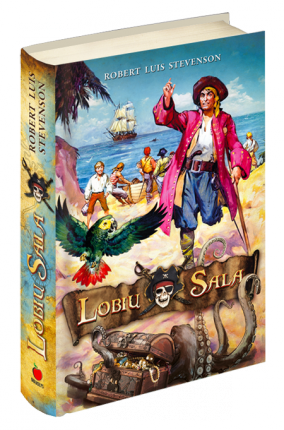 ROBERT LUIS STEVENSON
LOBIŲ SALA
ROBERT LUIS
STEVENSON
LOBIŲ SALA